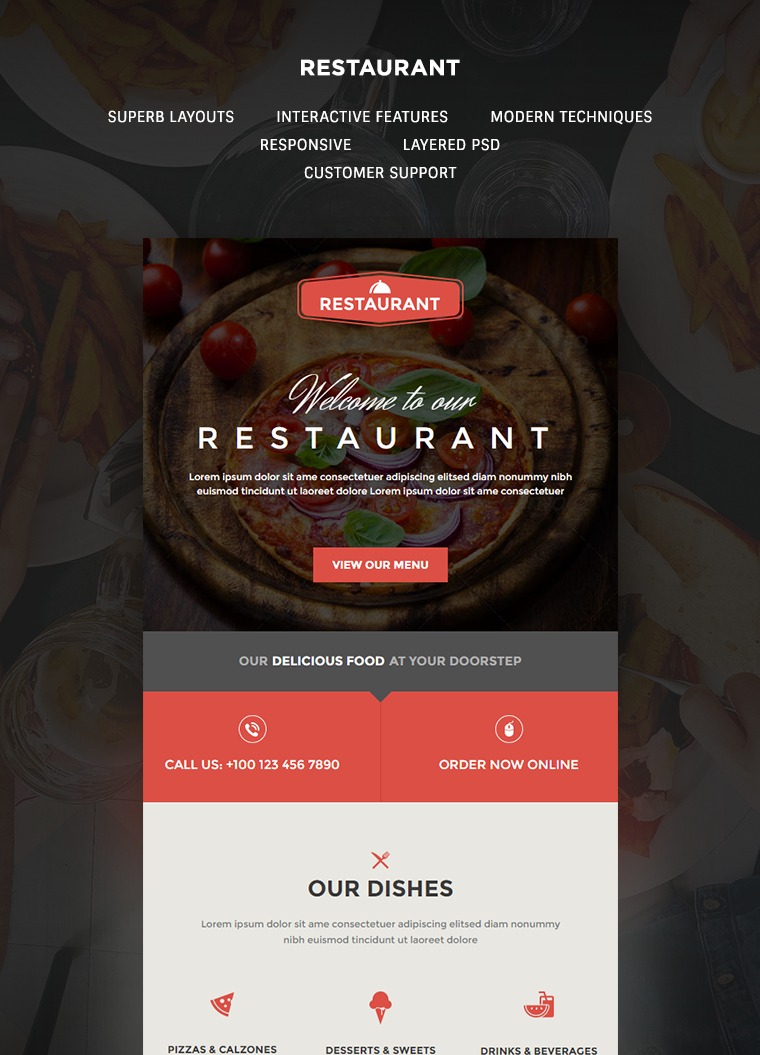 RESTAURANT
SUPERB LAYOUTS INTERACTIVE FEATURES MODERN TECHNIQUES
RESPONSIVE LAYERED PSD
CUSTOMER SUPPORT
RESTAURANT
Welcome to our
RESTAURANT
Lorem ipsum dolor sit ame consectetuer adipiscing elitsed diam nonummy nibh
euismod tincidunt ut laoreet dolore Lorem ipsum dolor sit ame consectetuer
VIEW OUR MENU
OUR DELICIOUS FOOD AT YOUR DOORSTEP
CALL US: +100 123 456 7890
ORDER NOW ONLINE
OUR DISHES
Lorem ipsum dolor sit ame consectetuer adipiscing elitsed diam nonummy
nibh euismod tincidunt ut laoreet dolore
PIZZAS & CALZONES
DESSERTS & SWEETS
DRINKS & BEVERAGES